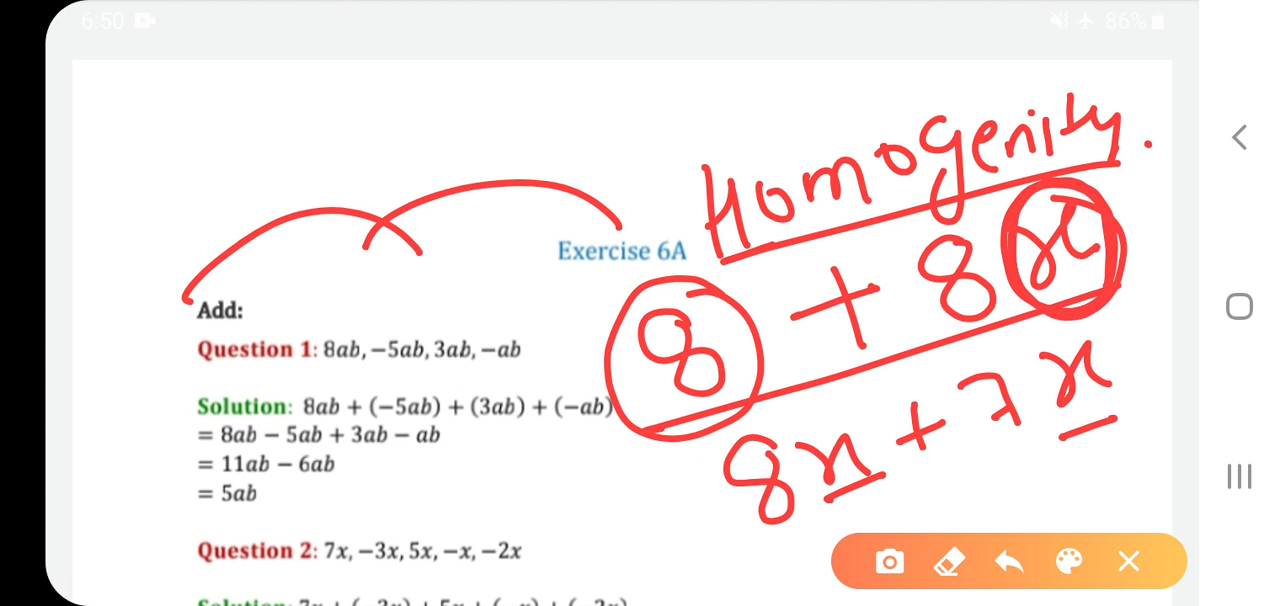 6:50
86%
Homogenity.
Exercise 6A
8 + 8x
8x + 7x
Add:
Question 1: 8ab, −5ab, 3ab, −ab
Solution: 8ab + (−5ab) + (3ab) + (−ab)
= 8ab − 5ab + 3ab − ab
= 11ab − 6ab
= 5ab
Question 2: 7x, −3x, 5x, −x, −2x